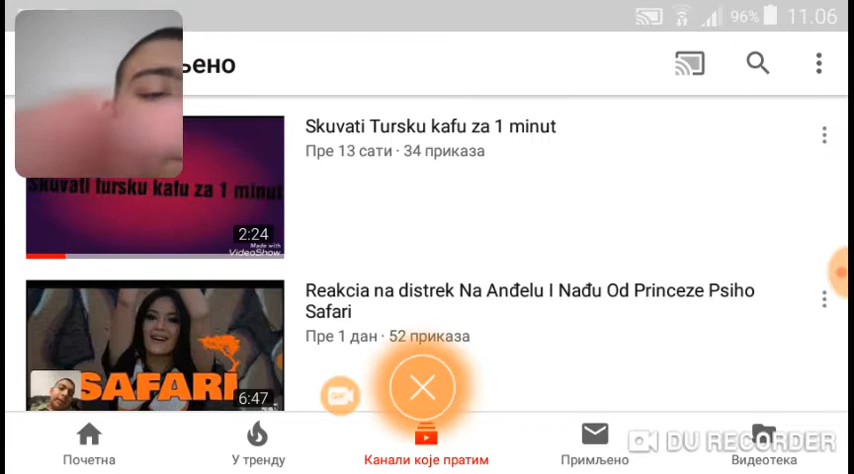 96% 11.06
љено
Skuvati Tursku kafu za 1 minut
Пре 13 сати · 34 приказа
Skuvati Tursku kafu za 1 minut
2:24
Made with
VideoShow
Reakcia na distrek Na Anđelu I Nađu Od Princeze Psiho
Safari
Пре 1 дан · 52 приказа
SAFARI
6:47
GIF
DU RECORDER
Почетна У тренду Канали које пратим Примљено Видеотека